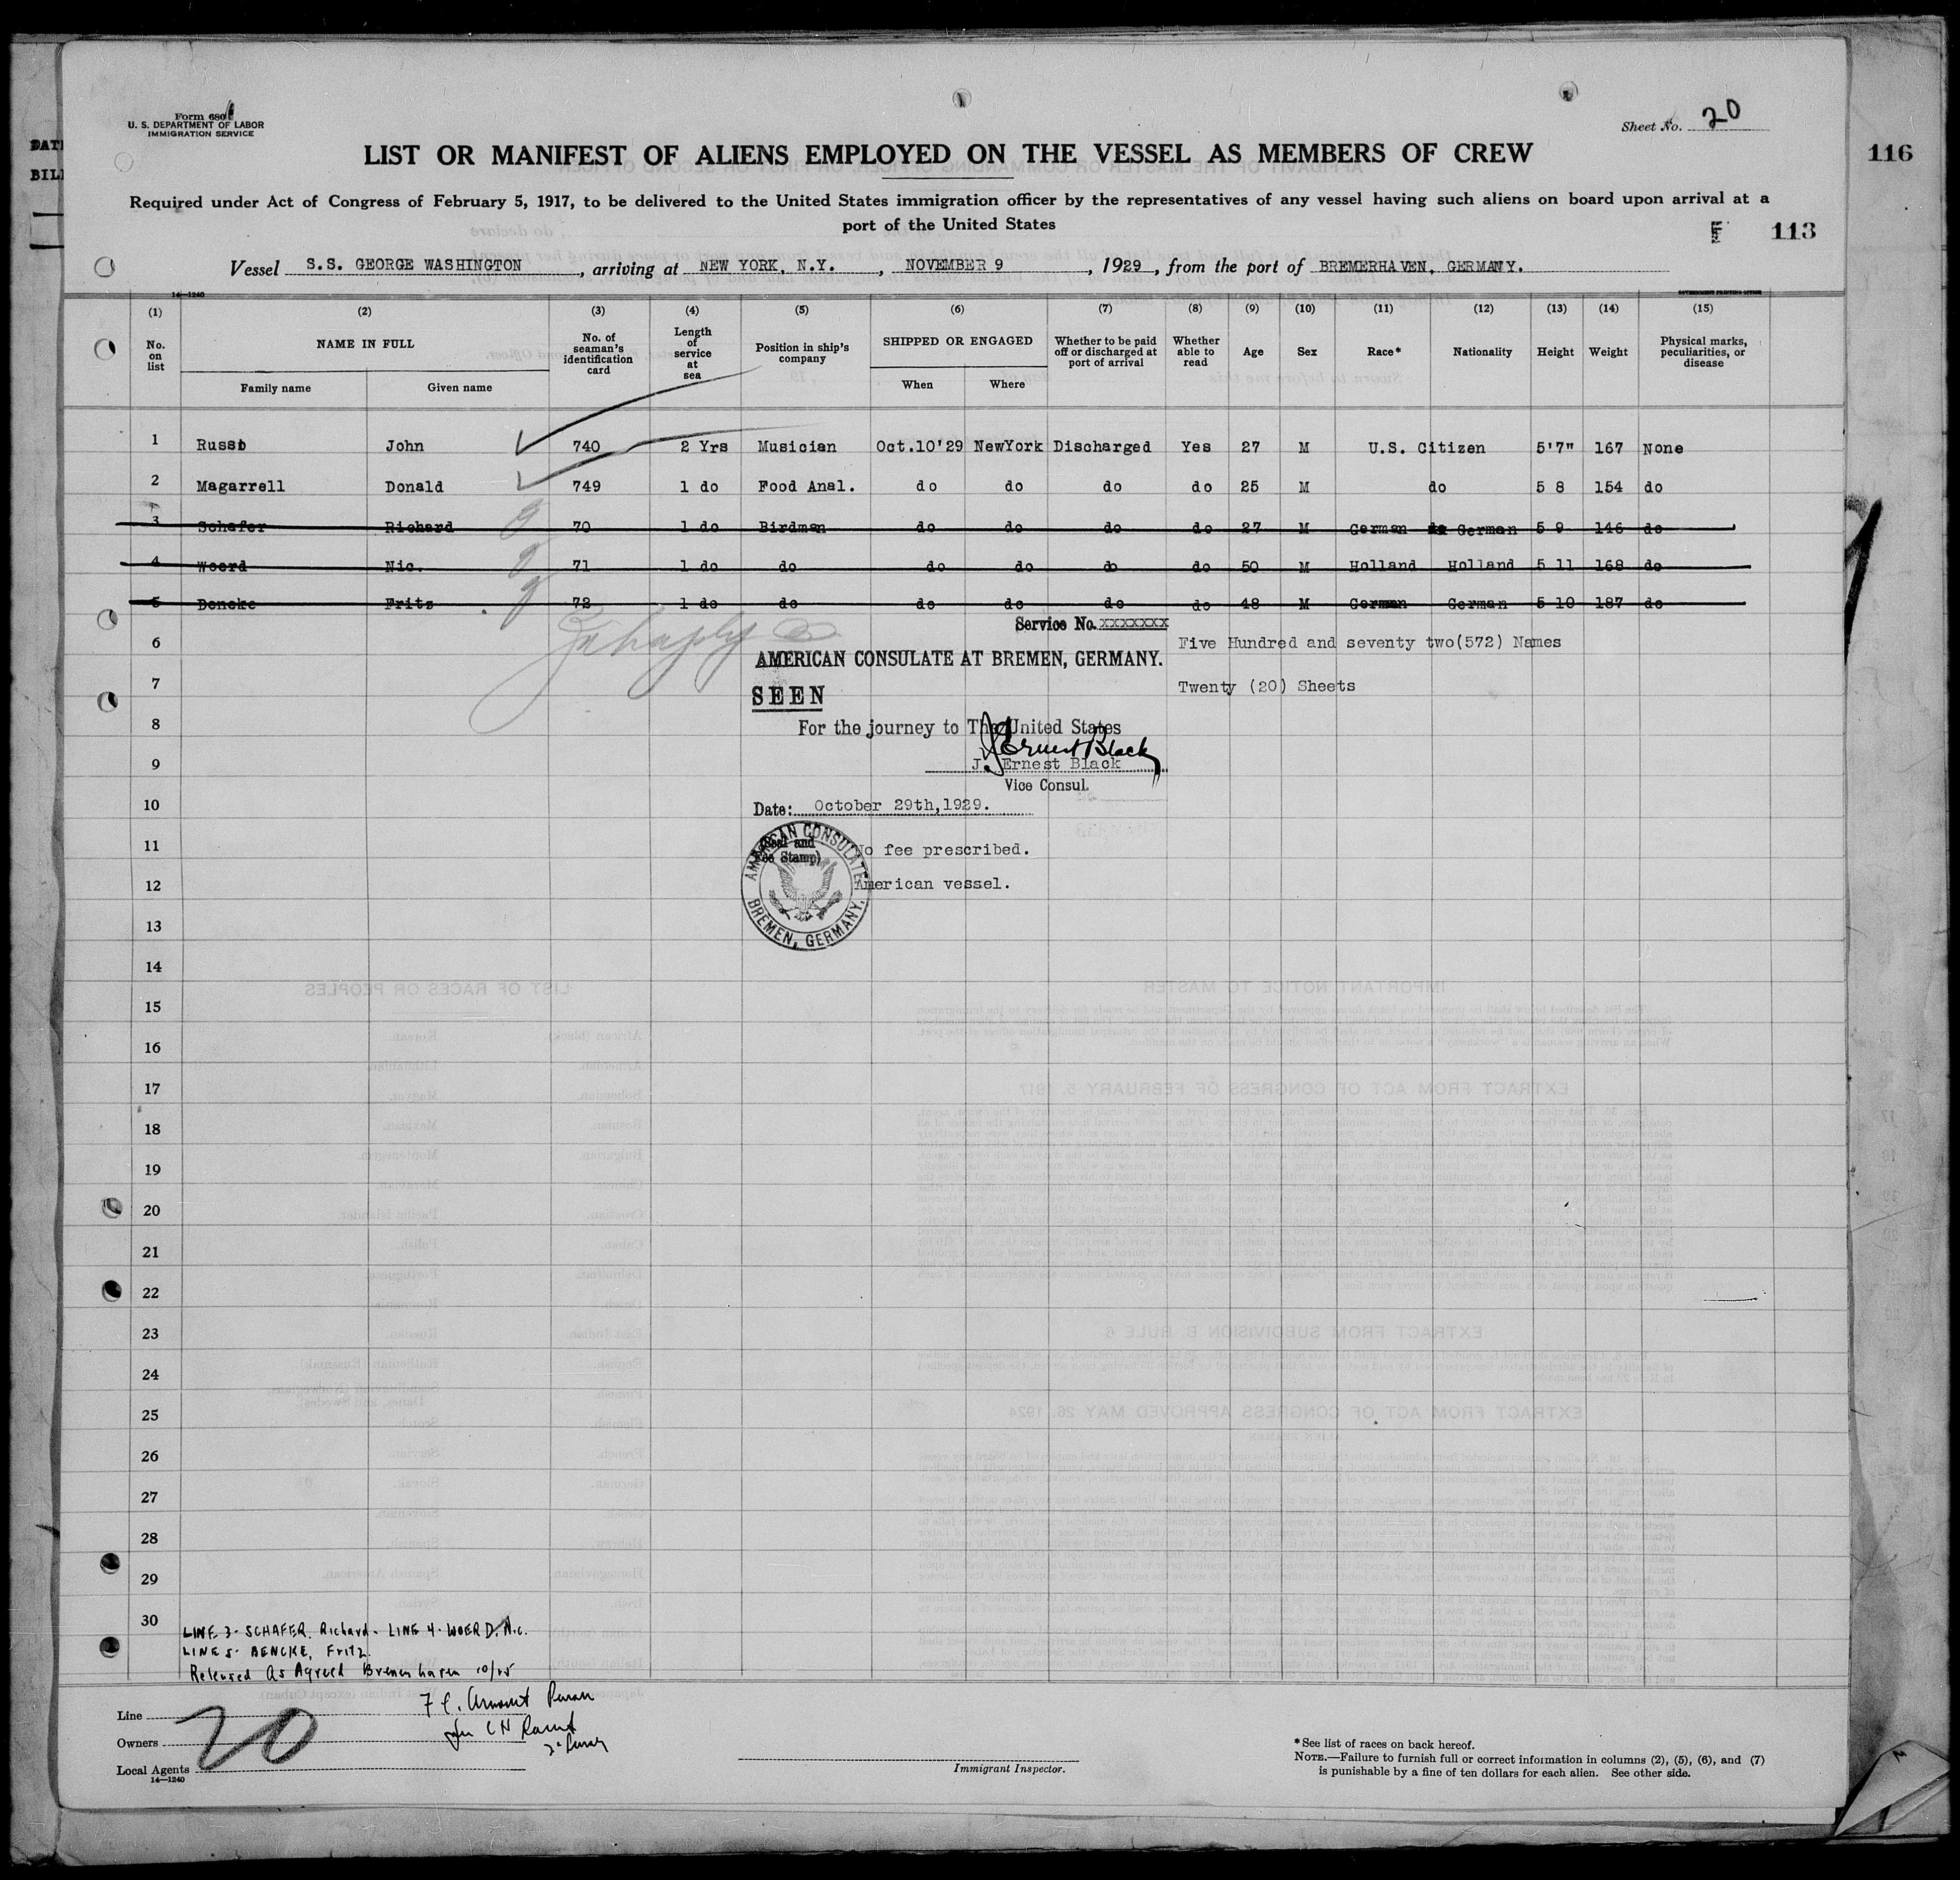 Form 680
U. S. DEPARTMENT OF LABOR
IMMIGRATION SERVICE
Sheet No. 20
LIST OR MANIFEST OF ALIENS EMPLOYED ON THE VESSEL AS MEMBERS OF CREW
116
Required under Act of Congress of February 5, 1917, to be delivered to the United States immigration officer by the representatives of any vessel having such aliens on board upon arrival at a
port of the United States
113
Vessel S.S. GEORGE WASHINGTON, arriving at NEW YORK, N.Y., NOVEMBER 9, 1929, from the port of BREMERHAVEN, GERMANY.
14—1240
(1) (2) (3) (4) (5) (6) (7) (8) (9) (10) (11) (12) (13) (14) (15)
No. on list NAME IN FULL No. of seaman's identification card Length of service at sea Position in ship's company SHIPPED OR ENGAGED Whether to be paid off or discharged at port of arrival Whether able to read Age Sex Race* Nationality Height Weight Physical marks, peculiarities, or disease
Family name Given name When Where
1 Russo John 740 2 Yrs Musician Oct.10'29 NewYork Discharged Yes 27 M U.S. Citizen 5'7" 167 None
2 Magarrell Donald 749 1 do Food Anal. do do do do 25 M do 5 8 154 do
3 Schafer Richard 70 1 do Birdman do do do do 27 M German German 5 9 146 do
4 Woerd Nic. 71 1 do do do do do do 50 M Holland Holland 5 11 168 do
5 Dencke Fritz 72 1 do do do do do do 48 M German German 5 10 187 do
Service No. xxxxxxx
6 Five Hundred and seventy two(572) Names
AMERICAN CONSULATE AT BREMEN, GERMANY.
7 Twenty (20) Sheets
SEEN
8 For the journey to The United States
J Ernest Black
9 J. Ernest Black
Vice Consul.
10 Date: October 29th,1929.
11 (Seal and Fee Stamp) No fee prescribed.
12 American vessel.
AMERICAN CONSULATE
BREMEN, GERMANY.
13
14
15
16
17
18
19
20
21
22
23
24
25
26
27
28
29
30
LINE 3- SCHAFER, Richard- LINE 4- WOERD, Nic.
LINE 5- BENCKE, Fritz
Released As Agreed Bremerhaven 10/25
Line
Owners
20
Local Agents
14—1240
Immigrant Inspector.
*See list of races on back hereof.
NOTE.—Failure to furnish full or correct information in columns (2), (5), (6), and (7)
is punishable by a fine of ten dollars for each alien. See other side.